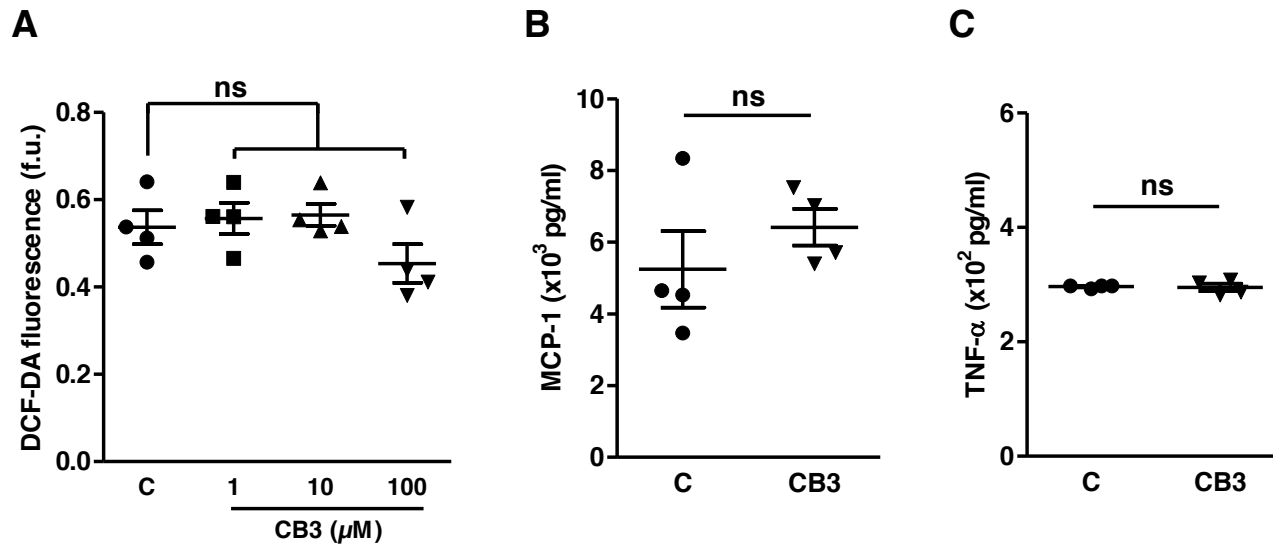 A
ns
DCF-DA fluorescence (f.u.)
0.8
0.6
0.4
0.2
0.0
C
1
10
100
CB3 (µM)
B
ns
MCP-1 (x10³ pg/ml)
10
8
6
4
2
0
C
CB3
C
ns
TNF-α (x10² pg/ml)
6
4
2
0
C
CB3